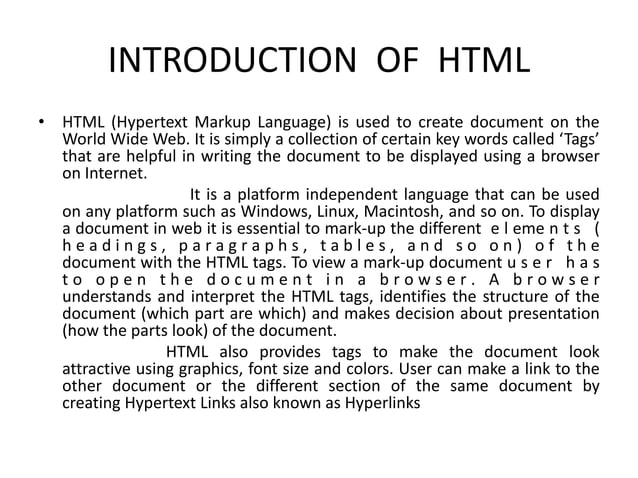 INTRODUCTION OF HTML
• HTML (Hypertext Markup Language) is used to create document on the
World Wide Web. It is simply a collection of certain key words called ‘Tags’
that are helpful in writing the document to be displayed using a browser
on Internet.
It is a platform independent language that can be used
on any platform such as Windows, Linux, Macintosh, and so on. To display
a document in web it is essential to mark-up the different e l eme n t s (
h e a d i n g s , p a r a g r a p h s , t a b l e s , a n d s o o n ) o f t h e
document with the HTML tags. To view a mark-up document u s e r h a s
t o o p e n t h e d o c u m e n t i n a b r o w s e r . A b r o w s e r
understands and interpret the HTML tags, identifies the structure of the
document (which part are which) and makes decision about presentation
(how the parts look) of the document.
HTML also provides tags to make the document look
attractive using graphics, font size and colors. User can make a link to the
other document or the different section of the same document by
creating Hypertext Links also known as Hyperlinks